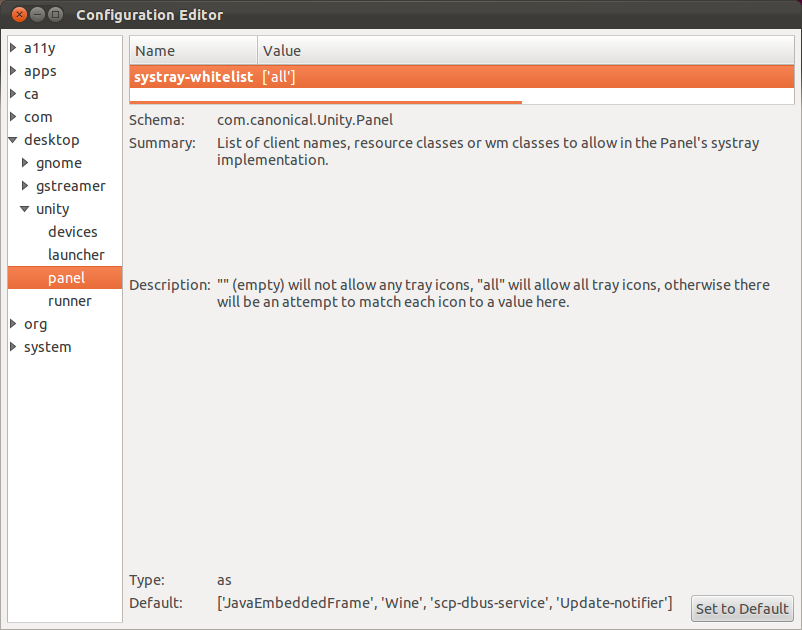 Configuration Editor
a11y
apps
ca
com
desktop
gnome
gstreamer
unity
devices
launcher
panel
runner
org
system
Name Value
systray-whitelist ['all']
Schema: com.canonical.Unity.Panel
Summary: List of client names, resource classes or wm classes to allow in the Panel's systray
implementation.
Description: "" (empty) will not allow any tray icons, "all" will allow all tray icons, otherwise there
will be an attempt to match each icon to a value here.
Type: as
Default: ['JavaEmbeddedFrame', 'Wine', 'scp-dbus-service', 'Update-notifier']
Set to Default